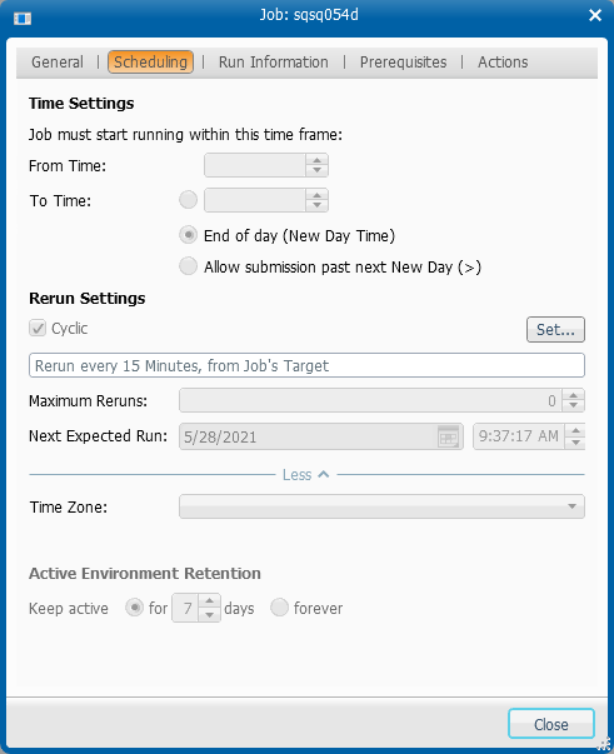 Job: sqsq054d
General | Scheduling | Run Information | Prerequisites | Actions
Time Settings
Job must start running within this time frame:
From Time:
To Time:
End of day (New Day Time)
Allow submission past next New Day (>)
Rerun Settings
Cyclic
Set...
Rerun every 15 Minutes, from Job's Target
Maximum Reruns: 0
Next Expected Run: 5/28/2021 9:37:17 AM
Less
Time Zone:
Active Environment Retention
Keep active for 7 days forever
Close